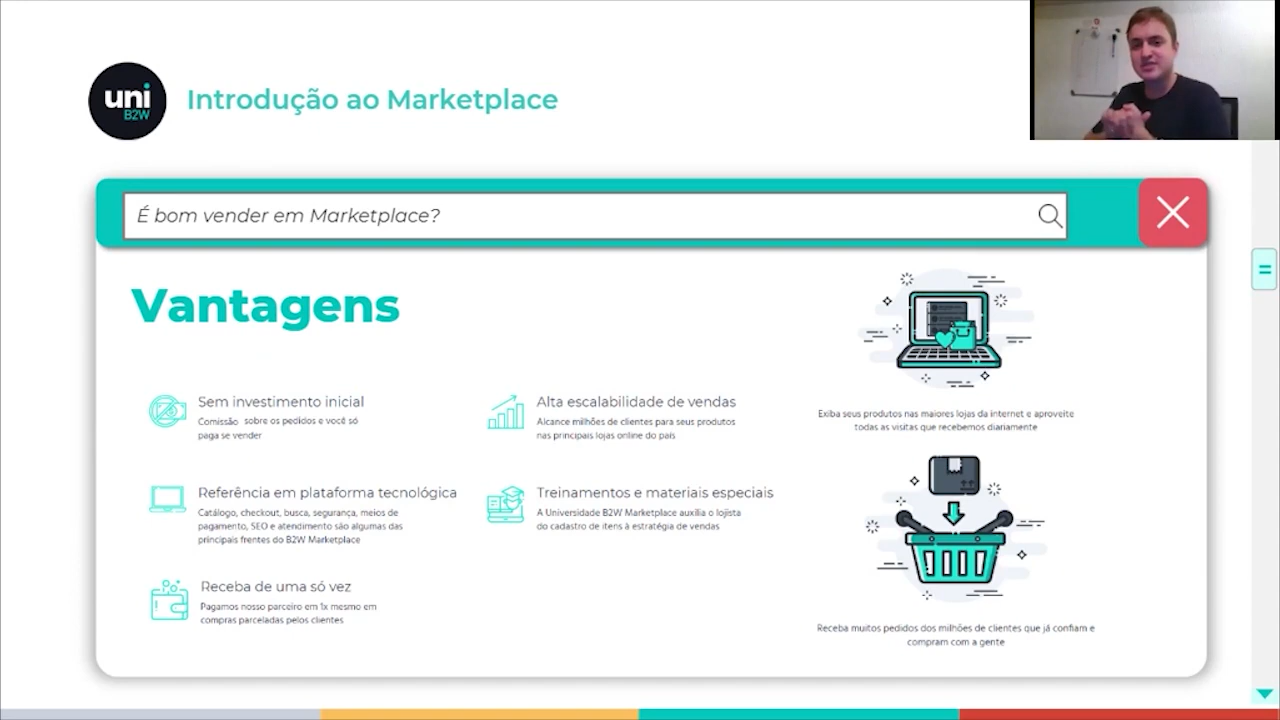 uni
B2W
Introdução ao Marketplace
É bom vender em Marketplace?
Vantagens
Sem investimento inicial
Comissão sobre os pedidos e você só
paga se vender
Alta escalabilidade de vendas
Alcance milhões de clientes para seus produtos
nas principais lojas online do país
Referência em plataforma tecnológica
Catálogo, checkout, busca, segurança, meios de
pagamento, SEO e atendimento são algumas das
principais frentes do B2W Marketplace
Treinamentos e materiais especiais
A Universidade B2W Marketplace auxilia o lojista
do cadastro de itens à estratégia de vendas
Receba de uma só vez
Pagamos nosso parceiro em 1x mesmo em
compras parceladas pelos clientes
Exiba seus produtos nas maiores lojas da internet e aproveite
todas as visitas que recebemos diariamente
Receba muitos pedidos dos milhões de clientes que já confiam e
compram com a gente